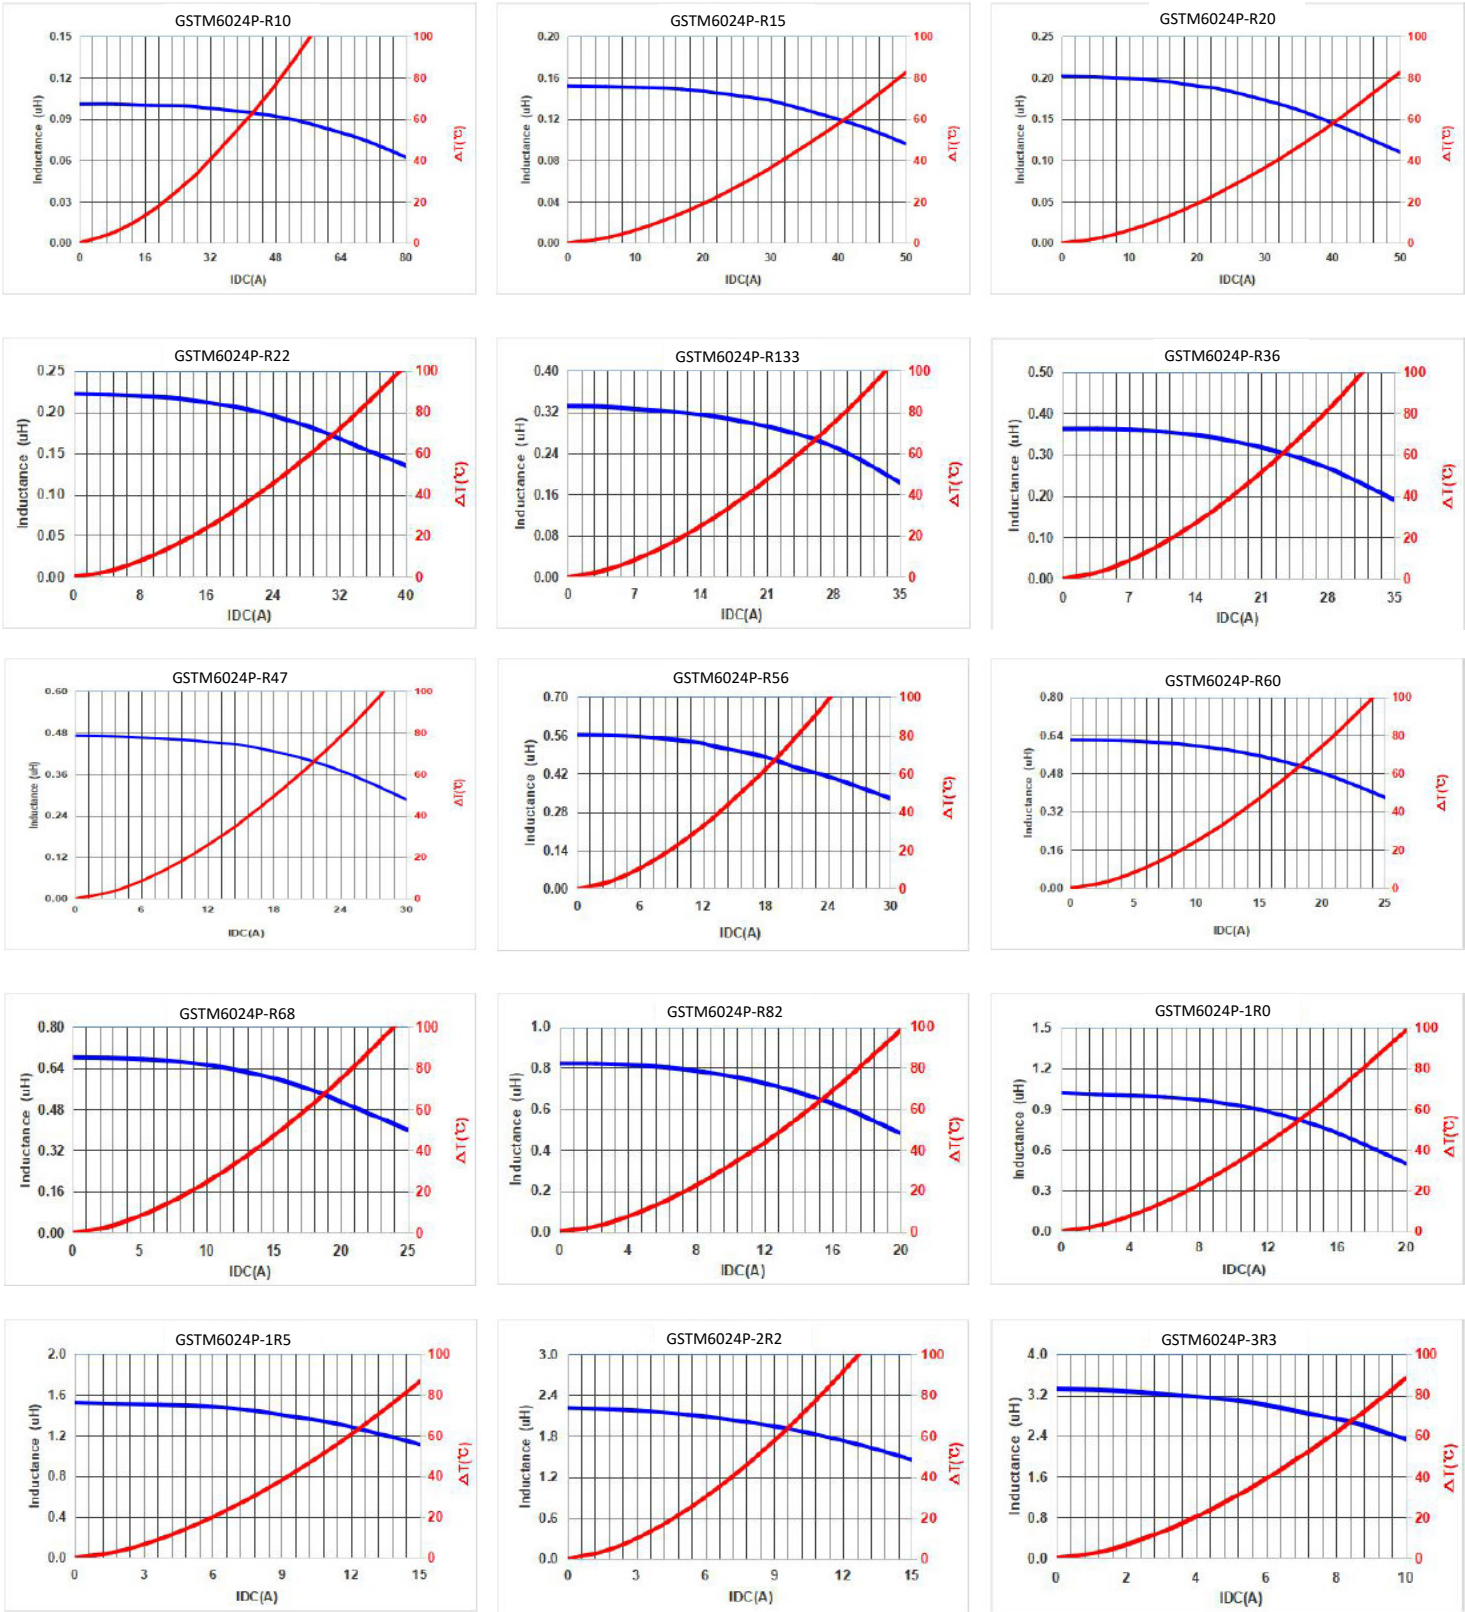 GSTM6024P-R10
0.15
0.12
0.09
0.06
0.03
0.00
Inductance (uH)
100
80
60
40
20
0
ΔT(℃)
0 16 32 48 64 80
IDC(A)
GSTM6024P-R15
0.20
0.16
0.12
0.08
0.04
0.00
Inductance (uH)
100
80
60
40
20
0
ΔT(℃)
0 10 20 30 40 50
IDC(A)
GSTM6024P-R20
0.25
0.20
0.15
0.10
0.05
0.00
Inductance (uH)
100
80
60
40
20
0
ΔT(℃)
0 10 20 30 40 50
IDC(A)
GSTM6024P-R22
0.25
0.20
0.15
0.10
0.05
0.00
Inductance (uH)
100
80
60
40
20
0
ΔT(℃)
0 8 16 24 32 40
IDC(A)
GSTM6024P-R133
0.40
0.32
0.24
0.16
0.08
0.00
Inductance (uH)
100
80
60
40
20
0
ΔT(℃)
0 7 14 21 28 35
IDC(A)
GSTM6024P-R36
0.50
0.40
0.30
0.20
0.10
0.00
Inductance (uH)
100
80
60
40
20
0
ΔT(℃)
0 7 14 21 28 35
IDC(A)
GSTM6024P-R47
0.60
0.48
0.36
0.24
0.12
0.00
Inductance (uH)
100
80
60
40
20
0
ΔT(℃)
0 6 12 18 24 30
IDC(A)
GSTM6024P-R56
0.70
0.56
0.42
0.28
0.14
0.00
Inductance (uH)
100
80
60
40
20
0
ΔT(℃)
0 6 12 18 24 30
IDC(A)
GSTM6024P-R60
0.80
0.64
0.48
0.32
0.16
0.00
Inductance (uH)
100
80
60
40
20
0
ΔT(℃)
0 5 10 15 20 25
IDC(A)
GSTM6024P-R68
0.80
0.64
0.48
0.32
0.16
0.00
Inductance (uH)
100
80
60
40
20
0
ΔT(℃)
0 5 10 15 20 25
IDC(A)
GSTM6024P-R82
1.0
0.8
0.6
0.4
0.2
0.0
Inductance (uH)
100
80
60
40
20
0
ΔT(℃)
0 4 8 12 16 20
IDC(A)
GSTM6024P-1R0
1.5
1.2
0.9
0.6
0.3
0.0
Inductance (uH)
100
80
60
40
20
0
ΔT(℃)
0 4 8 12 16 20
IDC(A)
GSTM6024P-1R5
2.0
1.6
1.2
0.8
0.4
0.0
Inductance (uH)
100
80
60
40
20
0
ΔT(℃)
0 3 6 9 12 15
IDC(A)
GSTM6024P-2R2
3.0
2.4
1.8
1.2
0.6
0.0
Inductance (uH)
100
80
60
40
20
0
ΔT(℃)
0 3 6 9 12 15
IDC(A)
GSTM6024P-3R3
4.0
3.2
2.4
1.6
0.8
0.0
Inductance (uH)
100
80
60
40
20
0
ΔT(℃)
0 2 4 6 8 10
IDC(A)